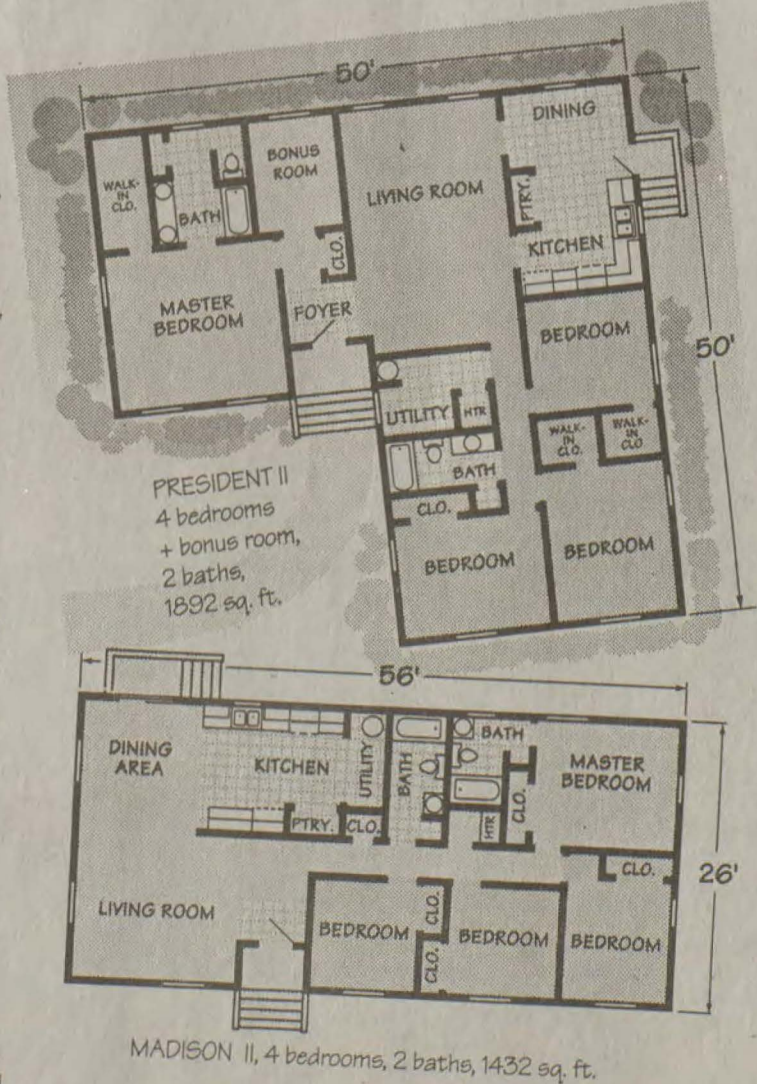 50'
DINING
BONUS
ROOM
WALK-
IN
CLO.
LIVING ROOM
PTRY.
BATH
CLO.
KITCHEN
MASTER
BEDROOM
FOYER
BEDROOM
50'
UTILITY
HTR
WALK-
IN
CLO.
WALK-
IN
CLO
BATH
CLO.
BEDROOM
BEDROOM
PRESIDENT II
4 bedrooms
+ bonus room,
2 baths,
1892 sq. ft.
56'
DINING
AREA
KITCHEN
UTILITY
BATH
BATH
MASTER
BEDROOM
PTRY.
CLO.
HTR
CLO.
CLO.
26'
LIVING ROOM
BEDROOM
CLO.
CLO.
BEDROOM
BEDROOM
MADISON II, 4 bedrooms, 2 baths, 1432 sq. ft.